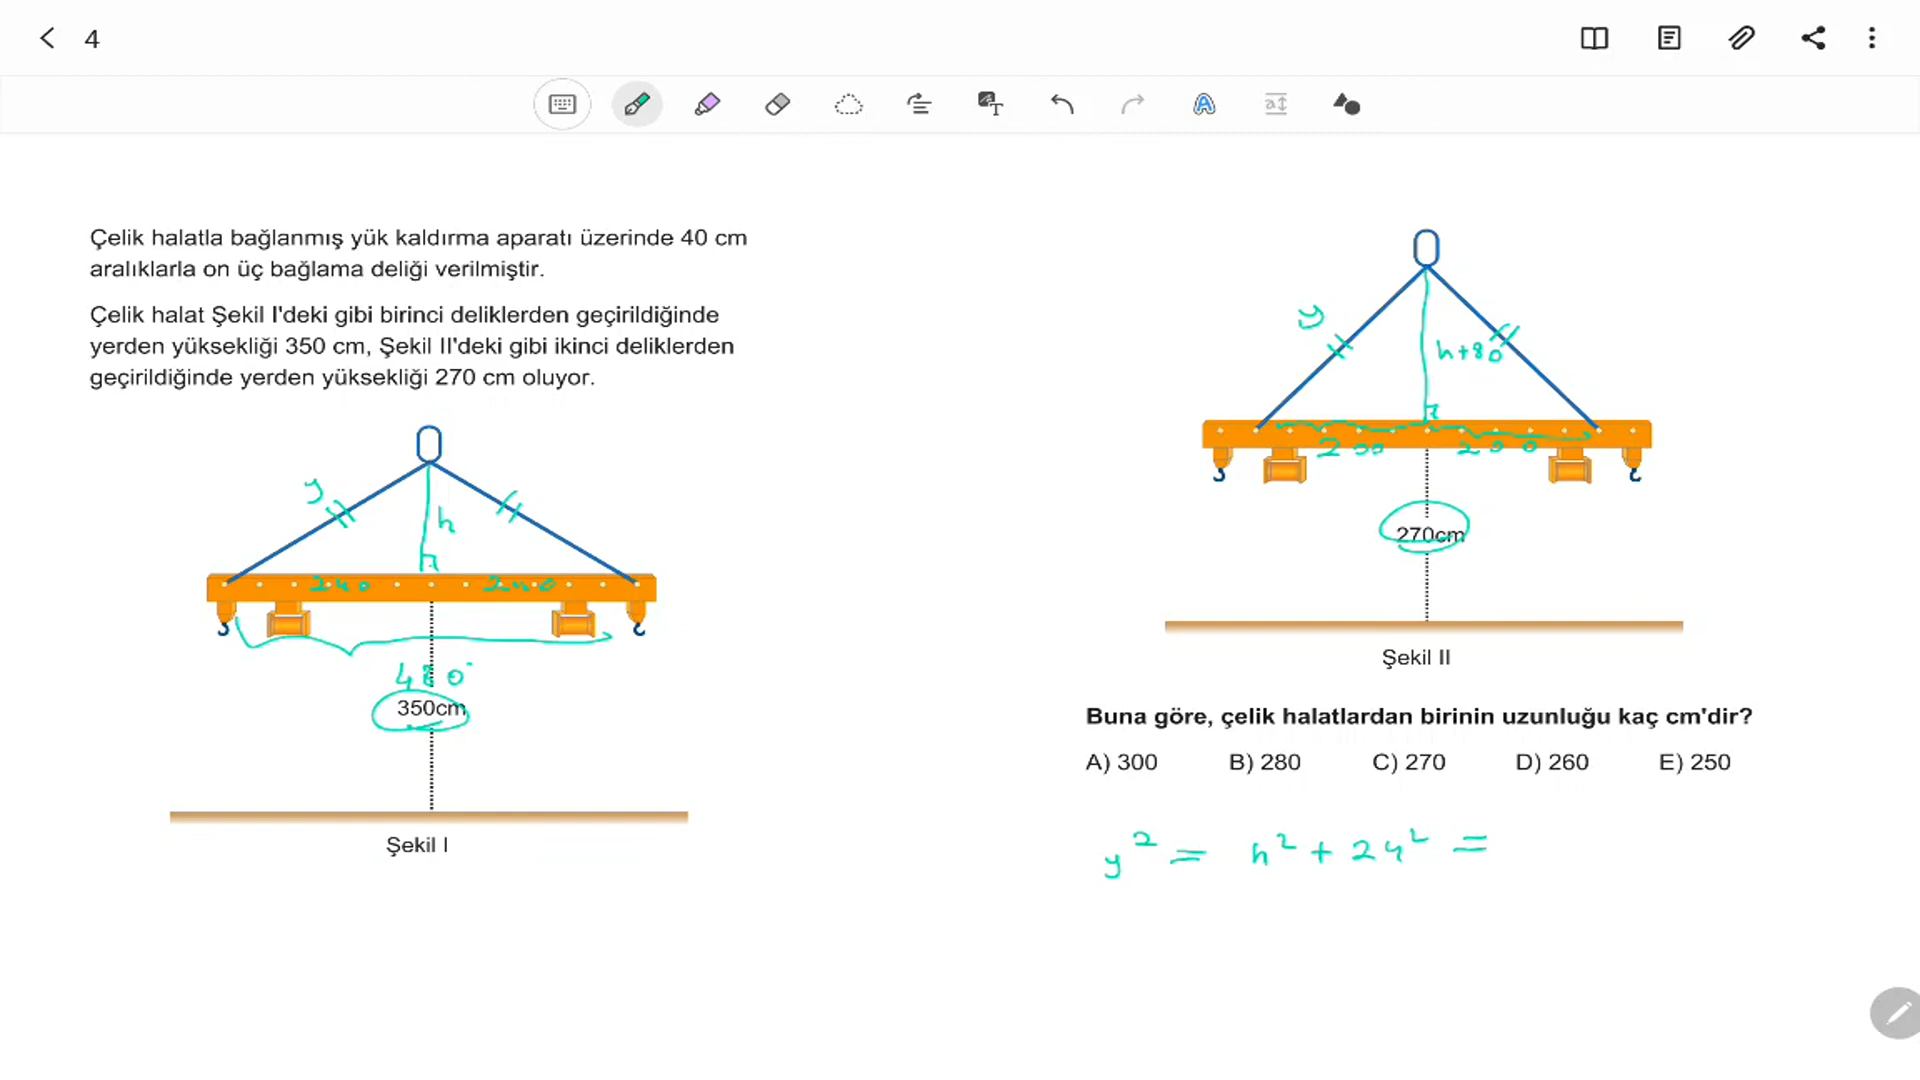 4
Çelik halatla bağlanmış yük kaldırma aparatı üzerinde 40 cm
aralıklarla on üç bağlama deliği verilmiştir.
Çelik halat Şekil I'deki gibi birinci deliklerden geçirildiğinde
yerden yüksekliği 350 cm, Şekil II'deki gibi ikinci deliklerden
geçirildiğinde yerden yüksekliği 270 cm oluyor.
y
h
240 240
480
350cm
Şekil I
y
h+80
200 200
270cm
Şekil II
Buna göre, çelik halatlardan birinin uzunluğu kaç cm'dir?
A) 300 B) 280 C) 270 D) 260 E) 250
y² = h² + 24² =